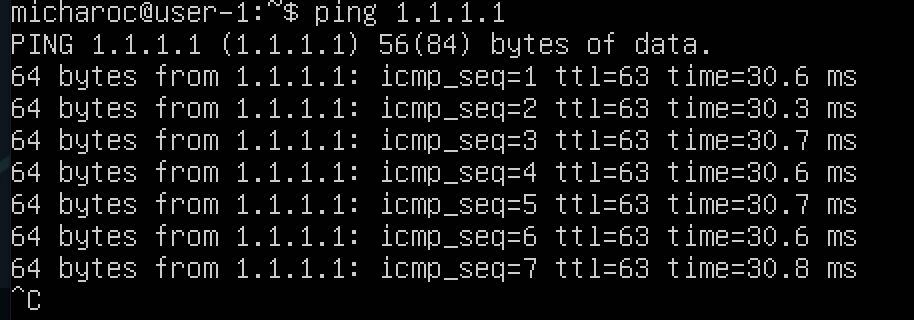 micharoc@user-1:~$ ping 1.1.1.1
PING 1.1.1.1 (1.1.1.1) 56(84) bytes of data.
64 bytes from 1.1.1.1: icmp_seq=1 ttl=63 time=30.6 ms
64 bytes from 1.1.1.1: icmp_seq=2 ttl=63 time=30.3 ms
64 bytes from 1.1.1.1: icmp_seq=3 ttl=63 time=30.7 ms
64 bytes from 1.1.1.1: icmp_seq=4 ttl=63 time=30.6 ms
64 bytes from 1.1.1.1: icmp_seq=5 ttl=63 time=30.7 ms
64 bytes from 1.1.1.1: icmp_seq=6 ttl=63 time=30.6 ms
64 bytes from 1.1.1.1: icmp_seq=7 ttl=63 time=30.8 ms
^C